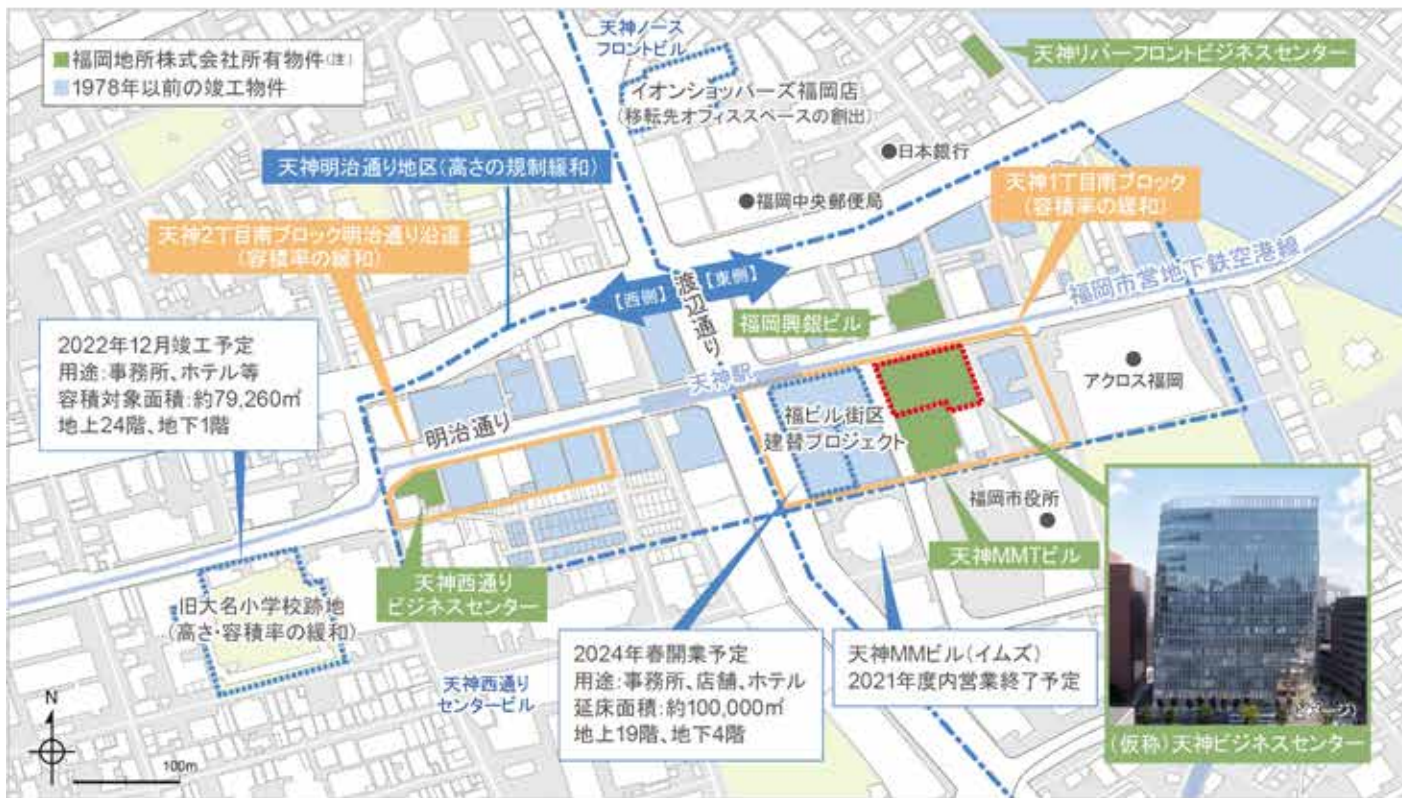 福岡地所株式会社所有物件(注)
1978年以前の竣工物件
天神ノース
フロントビル
イオンショッパーズ福岡店
(移転先オフィススペースの創出)
天神リバーフロントビジネスセンター
天神明治通り地区(高さの規制緩和)
●日本銀行
●福岡中央郵便局
天神1丁目南ブロック
(容積率の緩和)
天神2丁目南ブロック明治通り沿道
(容積率の緩和)
【西側】
【東側】
渡辺通り
福岡市営地下鉄空港線
福岡興銀ビル
2022年12月竣工予定
用途:事務所、ホテル等
容積対象面積:約79,260㎡
地上24階、地下1階
天神駅
明治通り
アクロス福岡
福ビル街区
建替プロジェクト
福岡市役所
天神MMTビル
天神西通り
ビジネスセンター
旧大名小学校跡地
(高さ・容積率の緩和)
天神西通り
センタービル
2024年春開業予定
用途:事務所、店舗、ホテル
延床面積:約100,000㎡
地上19階、地下4階
天神MMビル(イムズ)
2021年度内営業終了予定
(仮称)天神ビジネスセンター
N
100m